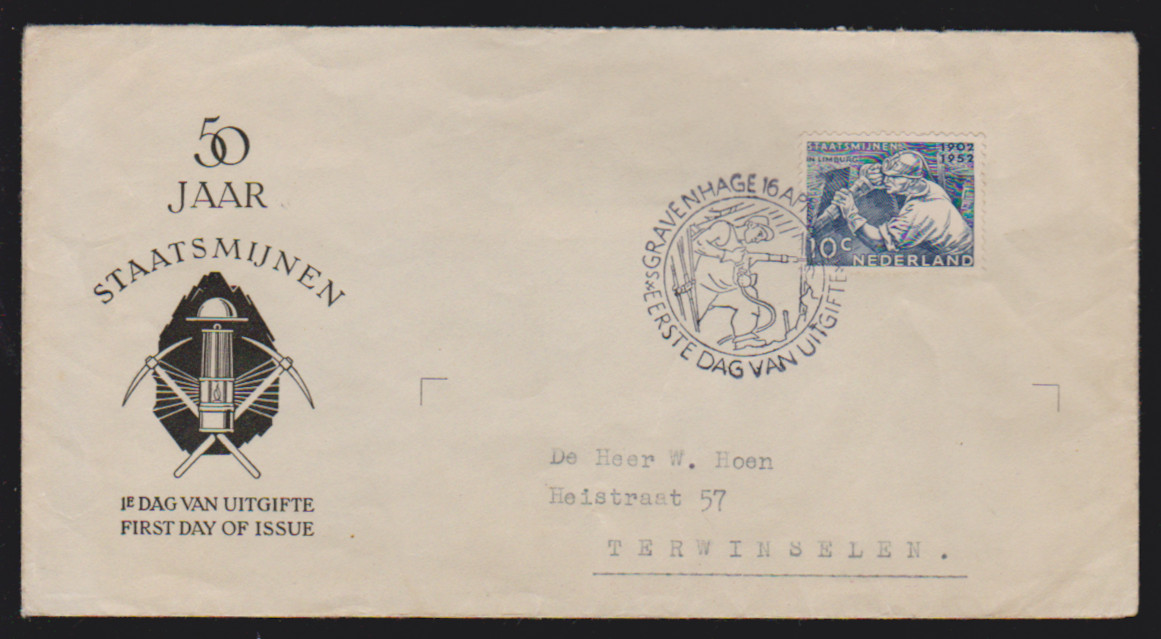 50
JAAR
STAATSMIJNEN
1E DAG VAN UITGIFTE
FIRST DAY OF ISSUE
'SGRAVENHAGE 16 AP
*EERSTE DAG VAN UITGIFTE*
STAATSMIJNEN 1902
IN LIMBURG 1952
10c
NEDERLAND
De Heer W. Hoen
Heistraat 57
TERWINSELEN.